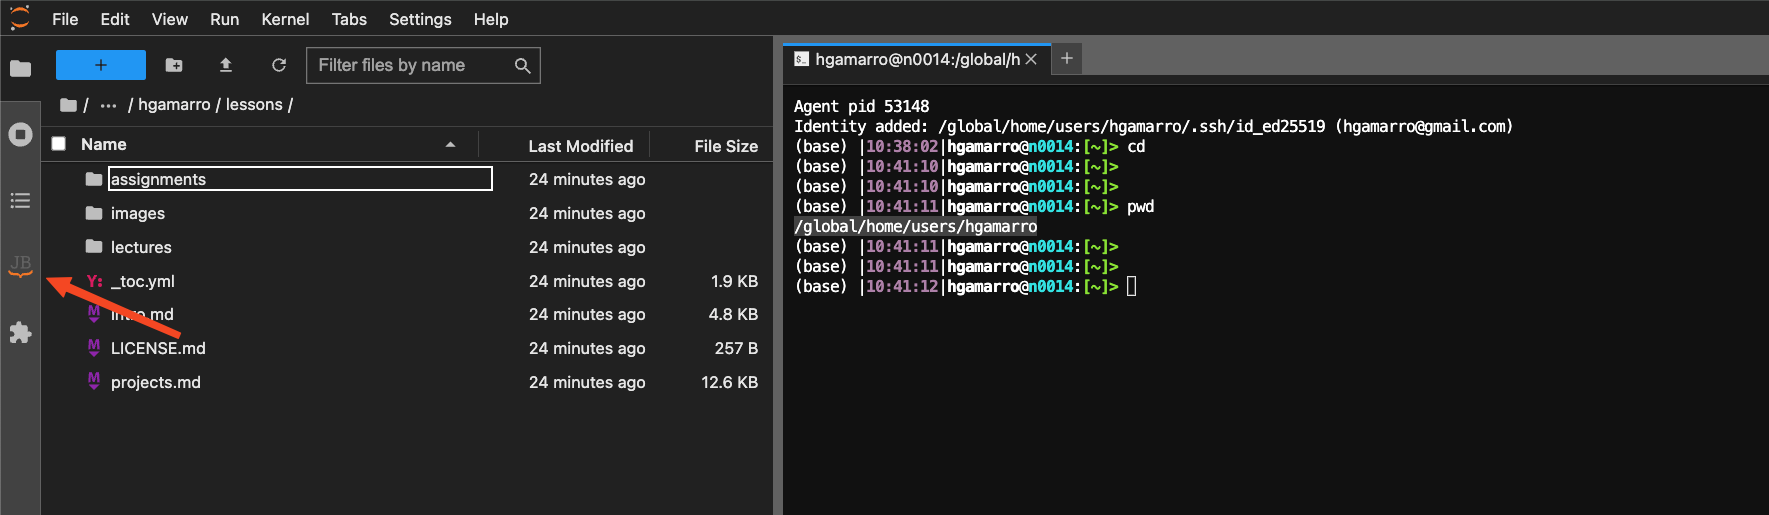 File Edit View Run Kernel Tabs Settings Help
+
Filter files by name
/ ... / hgamarro / lessons /
Name Last Modified File Size
assignments 24 minutes ago
images 24 minutes ago
lectures 24 minutes ago
Y: _toc.yml 24 minutes ago 1.9 KB
M intro.md 24 minutes ago 4.8 KB
M LICENSE.md 24 minutes ago 257 B
M projects.md 24 minutes ago 12.6 KB
JB
$_ hgamarro@n0014:/global/h × +
Agent pid 53148
Identity added: /global/home/users/hgamarro/.ssh/id_ed25519 (hgamarro@gmail.com)
(base) |10:38:02|hgamarro@n0014:[~]> cd
(base) |10:41:10|hgamarro@n0014:[~]>
(base) |10:41:10|hgamarro@n0014:[~]>
(base) |10:41:11|hgamarro@n0014:[~]> pwd
/global/home/users/hgamarro
(base) |10:41:11|hgamarro@n0014:[~]>
(base) |10:41:11|hgamarro@n0014:[~]>
(base) |10:41:12|hgamarro@n0014:[~]>